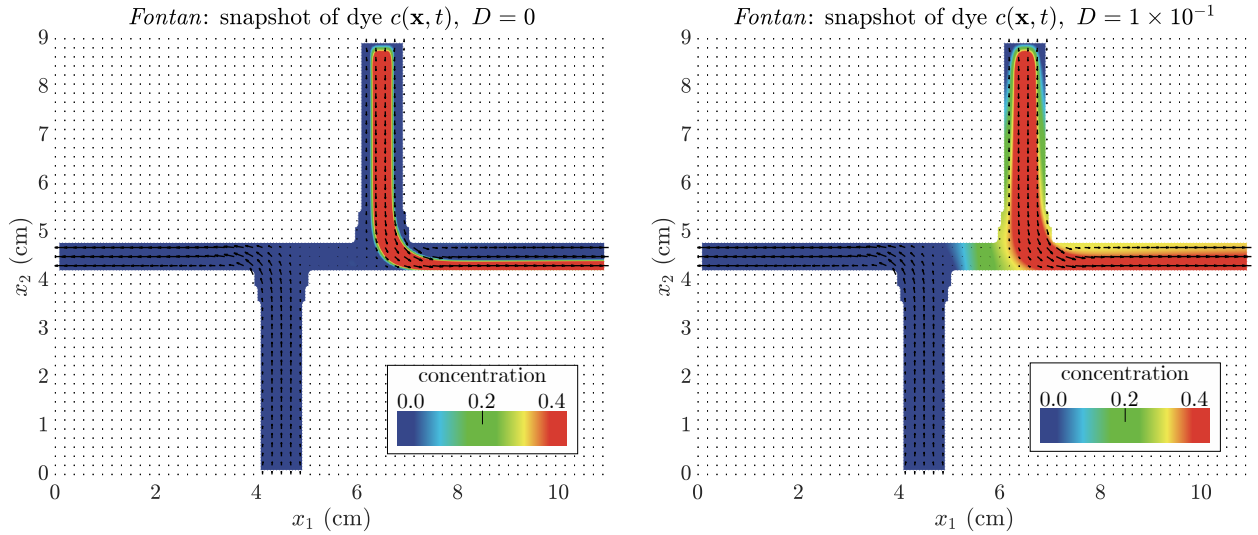 Fontan: snapshot of dye c(x, t), D = 0
9
8
7
6
5
4
3
2
1
0
x₂ (cm)
0 2 4 6 8 10
x₁ (cm)
concentration
0.0 0.2 0.4
Fontan: snapshot of dye c(x, t), D = 1 × 10⁻¹
9
8
7
6
5
4
3
2
1
0
x₂ (cm)
0 2 4 6 8 10
x₁ (cm)
concentration
0.0 0.2 0.4